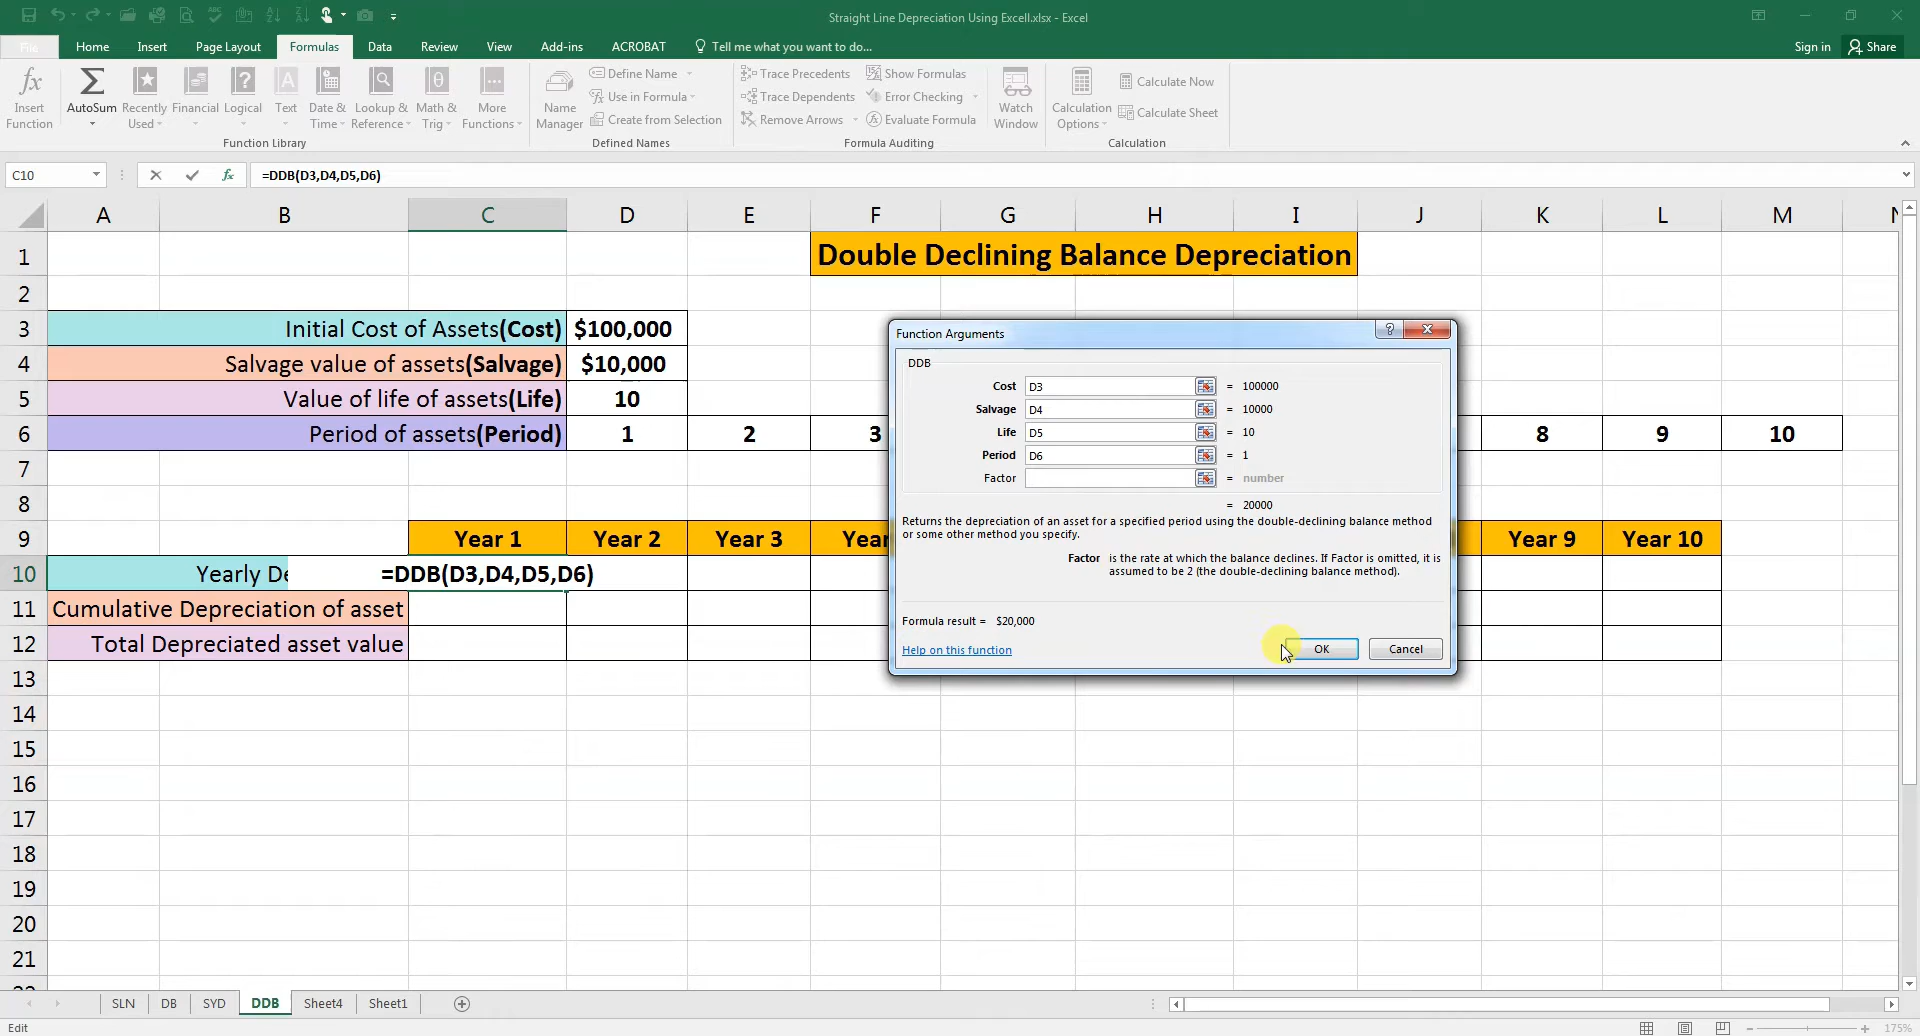 Straight Line Depreciation Using Excell.xlsx - Excel
File Home Insert Page Layout Formulas Data Review View Add-ins ACROBAT Tell me what you want to do... Sign in Share
Insert Function
AutoSum
Recently Used
Financial
Logical
Text
Date & Time
Lookup & Reference
Math & Trig
More Functions
Function Library
Name Manager
Define Name
Use in Formula
Create from Selection
Defined Names
Trace Precedents
Trace Dependents
Remove Arrows
Show Formulas
Error Checking
Evaluate Formula
Formula Auditing
Watch Window
Calculation Options
Calculate Now
Calculate Sheet
Calculation
C10 fx =DDB(D3,D4,D5,D6)
A B C D E F G H I J K L M N
1 Double Declining Balance Depreciation
2
3 Initial Cost of Assets(Cost) $100,000
4 Salvage value of assets(Salvage) $10,000
5 Value of life of assets(Life) 10
6 Period of assets(Period) 1 2 3 8 9 10
7
8
9 Year 1 Year 2 Year 3 Year Year 9 Year 10
10 Yearly De =DDB(D3,D4,D5,D6)
11 Cumulative Depreciation of asset
12 Total Depreciated asset value
13
14
15
16
17
18
19
20
21
22
Function Arguments
DDB
Cost D3 = 100000
Salvage D4 = 10000
Life D5 = 10
Period D6 = 1
Factor = number
= 20000
Returns the depreciation of an asset for a specified period using the double-declining balance method
or some other method you specify.
Factor is the rate at which the balance declines. If Factor is omitted, it is
assumed to be 2 (the double-declining balance method).
Formula result = $20,000
Help on this function OK Cancel
SLN DB SYD DDB Sheet4 Sheet1
Edit 175%